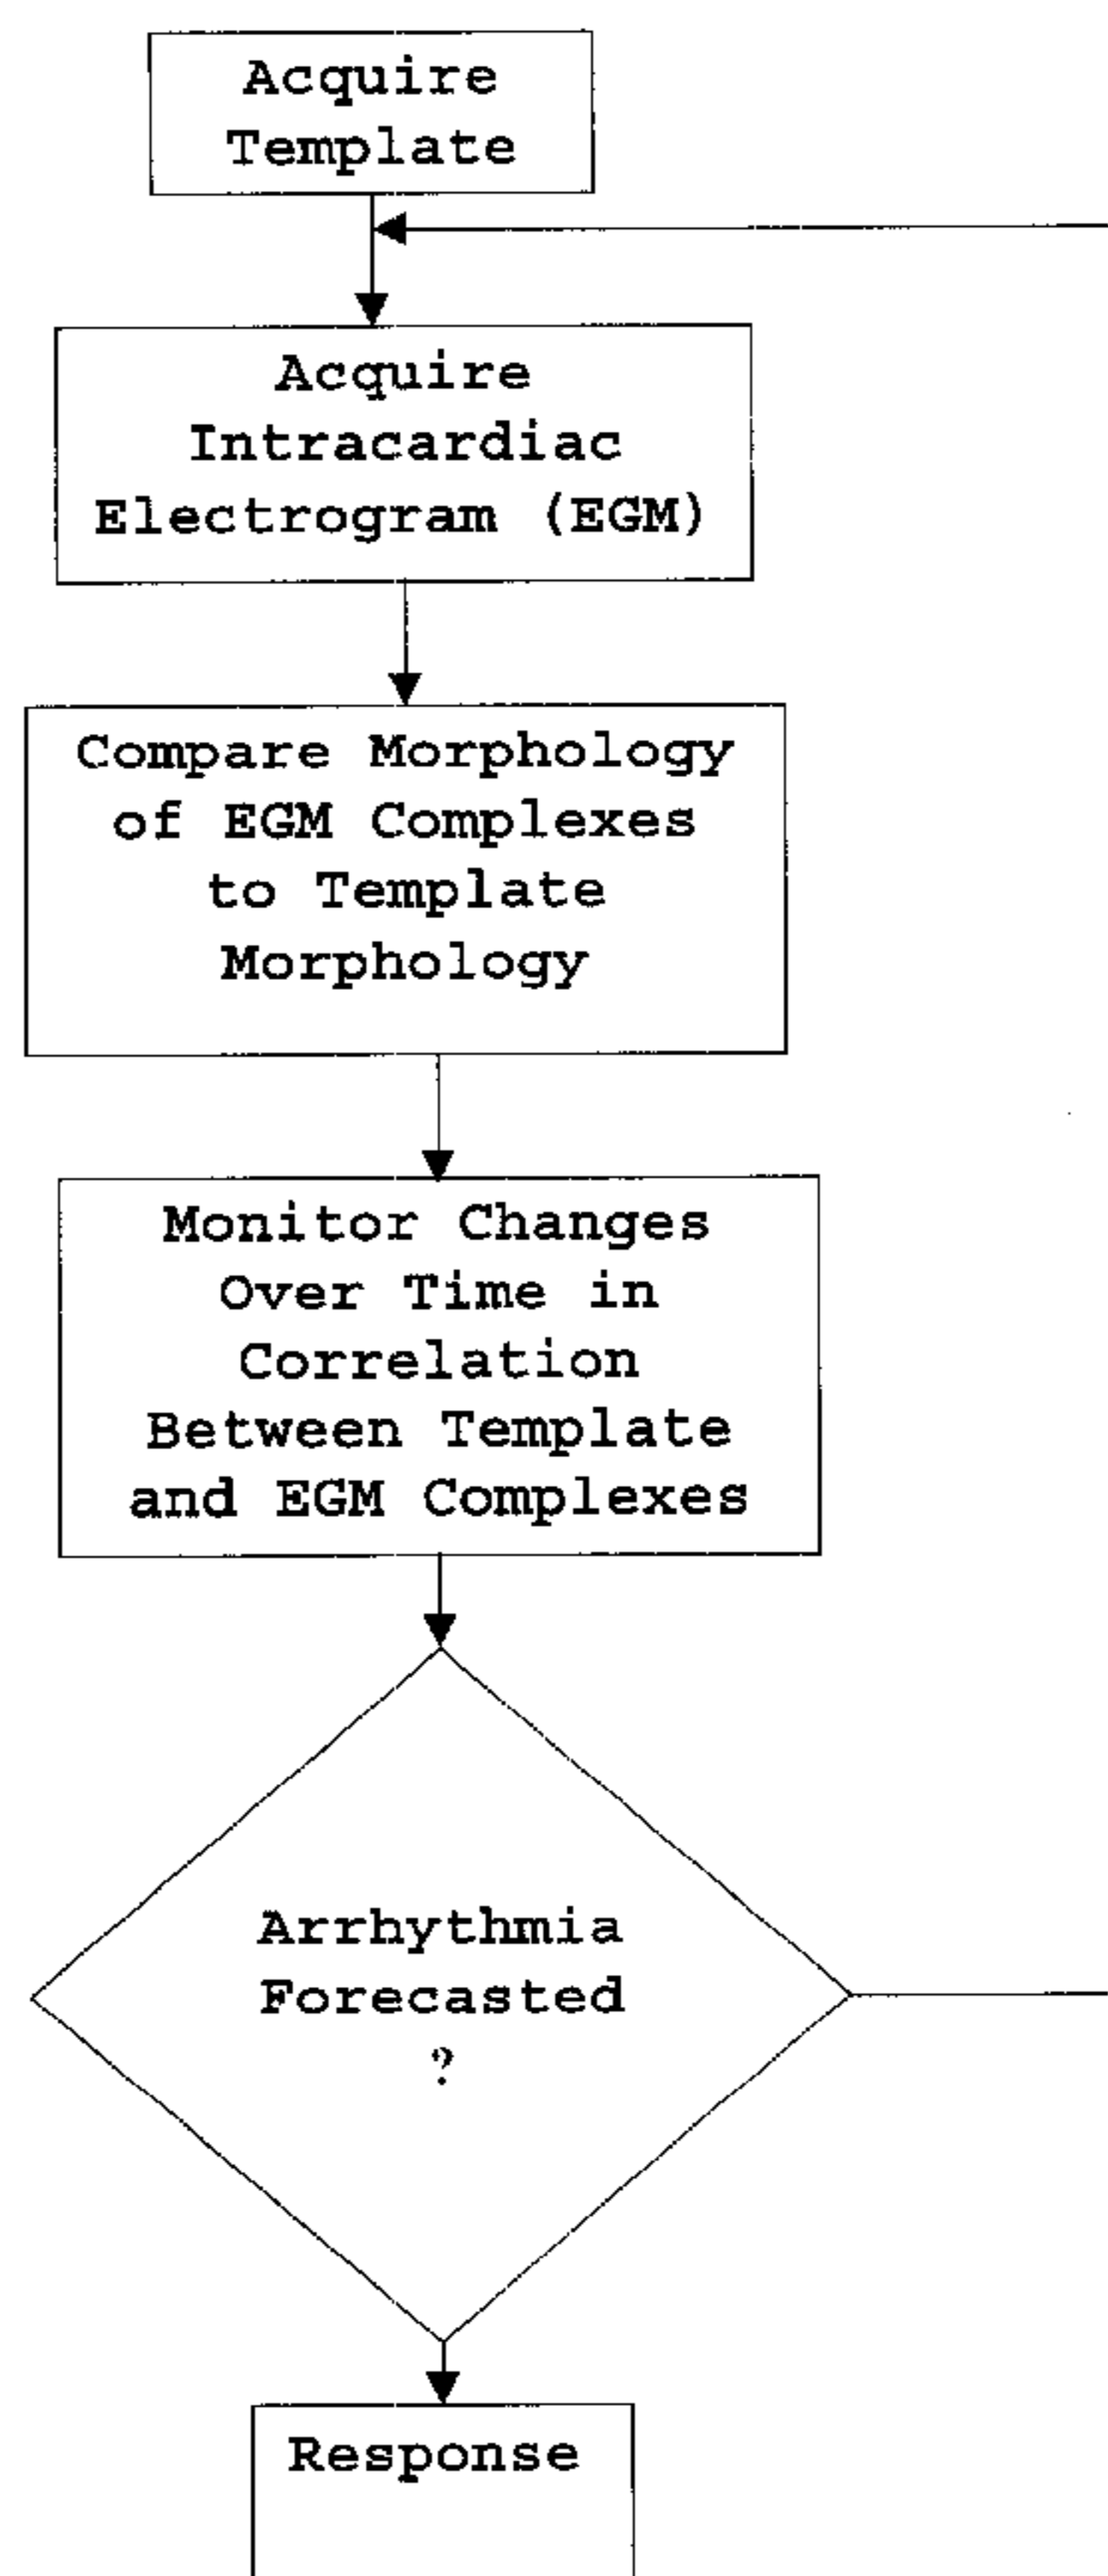 Acquire
Template
Acquire
Intracardiac
Electrogram (EGM)
Compare Morphology
of EGM Complexes
to Template
Morphology
Monitor Changes
Over Time in
Correlation
Between Template
and EGM Complexes
Arrhythmia
Forecasted
?
Response